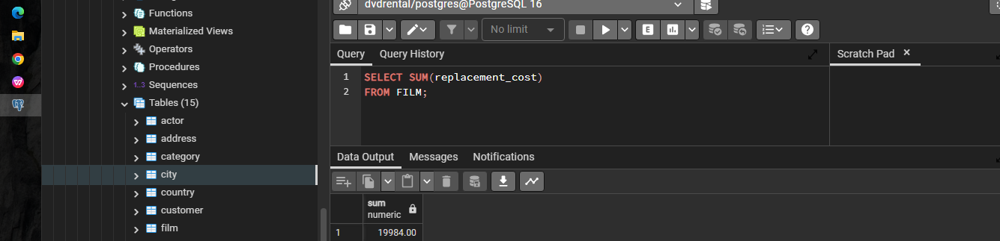 dvdrental/postgres@PostgreSQL 16
Functions
Materialized Views
Operators
Procedures
1..3 Sequences
Tables (15)
actor
address
category
city
country
customer
film
No limit
E
Query
Query History
Scratch Pad
1 SELECT SUM(replacement_cost)
2 FROM FILM;
Data Output
Messages
Notifications
sum
numeric
1 19984.00